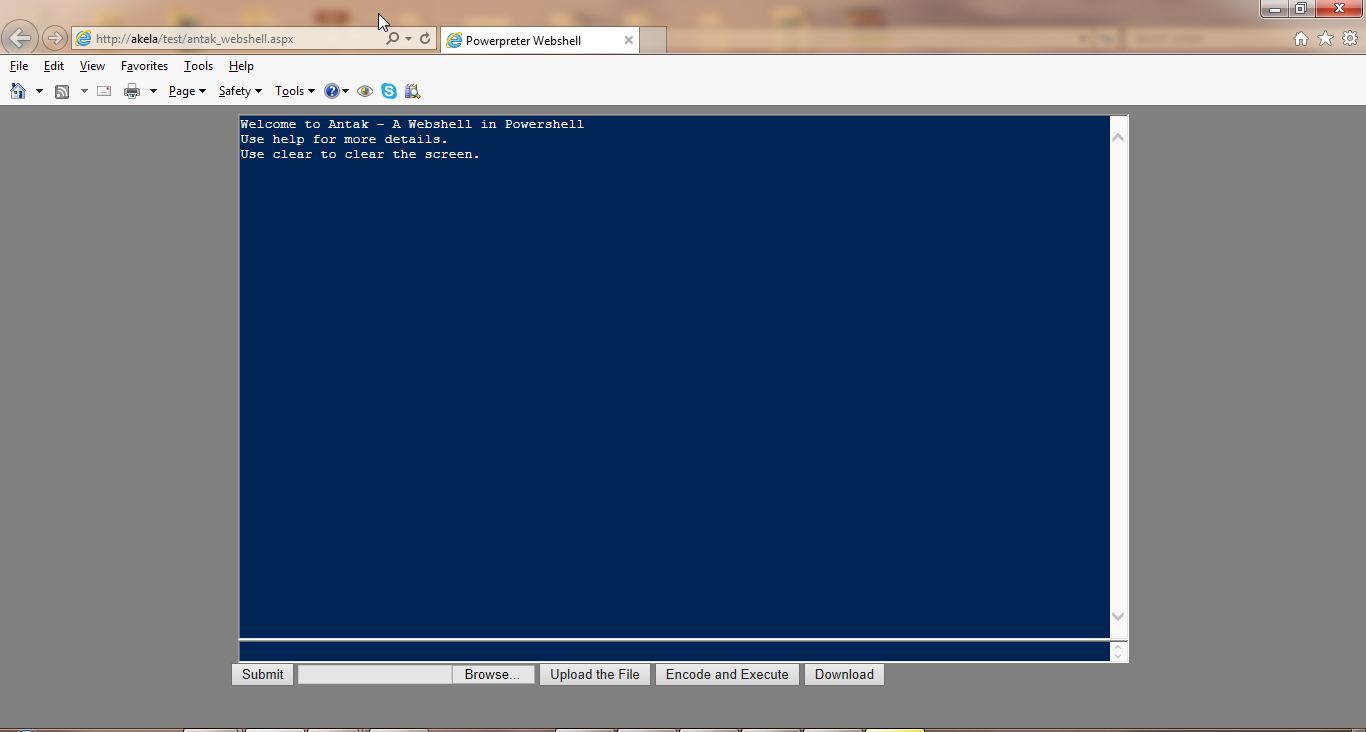 http://akela/test/antak_webshell.aspx
Powerpreter Webshell
File Edit View Favorites Tools Help
Page Safety Tools
Welcome to Antak - A Webshell in Powershell
Use help for more details.
Use clear to clear the screen.
Submit Browse... Upload the File Encode and Execute Download